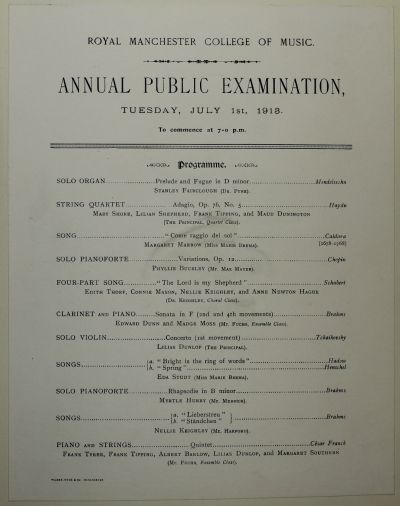 ROYAL MANCHESTER COLLEGE OF MUSIC.
ANNUAL PUBLIC EXAMINATION,
TUESDAY, JULY 1st, 1913.
To commence at 7-0 p.m.
Programme.
SOLO ORGAN Prelude and Fugue in D minor Mendelssohn
STANLEY FAIRCLOUGH (DR. PYNE).
STRING QUARTET Adagio, Op. 76, No. 5 Haydn
MARY SHORE, LILIAN SHEPHERD, FRANK TIPPING, and MAUD DUNINGTON
(THE PRINCIPAL, Quartet Class).
SONG "Come raggio del sol" Caldara
MARGARET MARROW (MISS MARIE BREMA). [1678-1768]
SOLO PIANOFORTE Variations, Op. 12 Chopin
PHYLLIS BUCKLEY (MR. MAX MAYER).
FOUR-PART SONG "The Lord is my Shepherd" Schubert
EDITH THORP, CONNIE MASON, NELLIE KEIGHLEY, and ANNE NEWTON HAGUE
(DR. KEIGHLEY, Choral Class).
CLARINET AND PIANO Sonata in F (2nd and 4th movements) Brahms
EDWARD DUNN and MADGE MOSS (MR. FUCHS, Ensemble Class).
SOLO VIOLIN Concerto (1st movement) Tchaikovsky
LILIAS DUNLOP (THE PRINCIPAL).
SONGS a. "Bright is the ring of words" Hadow
b. "Spring" Henschel
EDA STUDT (MISS MARIE BREMA).
SOLO PIANOFORTE Rhapsodie in B minor Brahms
MYRTLE HURRY (MR. MERRICK).
SONGS a. "Liebestreu"
b. "Ständchen" Brahms
NELLIE KEIGHLEY (MR. HARFORD).
PIANO AND STRINGS Quintet César Franck
FRANK TYRER, FRANK TIPPING, ALBERT BARLOW, LILIAS DUNLOP, and MARGARET SOUTHERN
(MR. FUCHS, Ensemble Class).